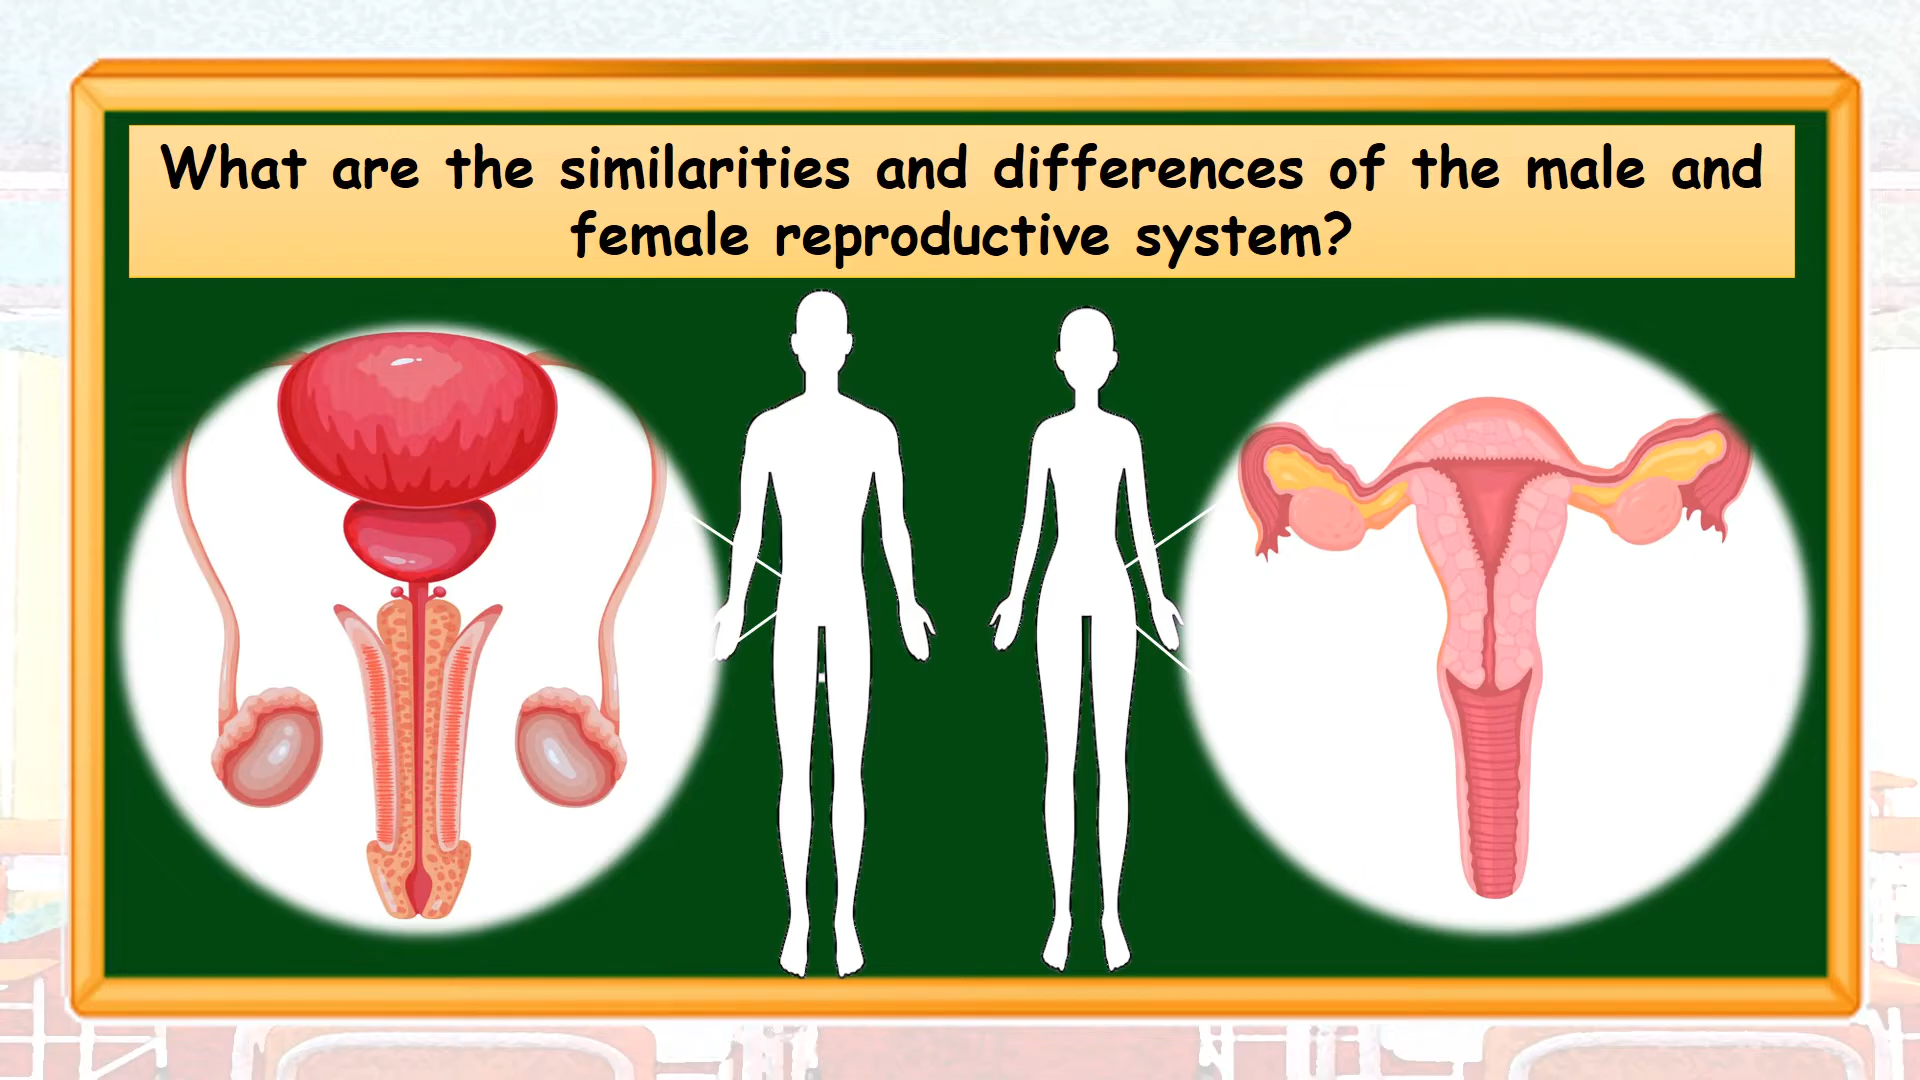 What are the similarities and differences of the male and
female reproductive system?